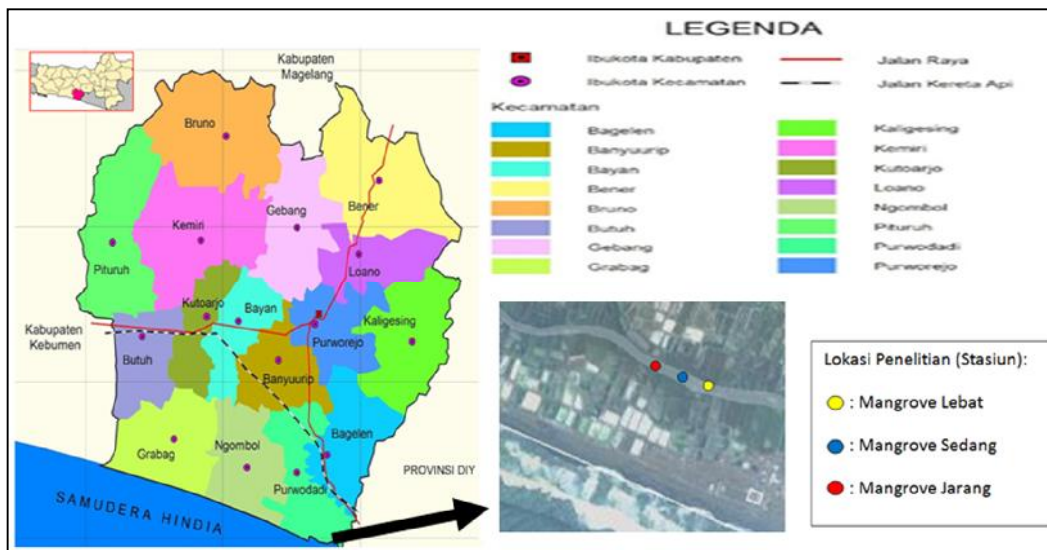 Kabupaten
Magelang
Bruno
Gebang
Bener
Kemiri
Pituruh
Loano
Kutoarjo
Bayan
Kaligesing
Kabupaten
Kebumen
Butuh
Purworejo
Banyuurip
Bagelen
Grabag
Ngombol
Purwodadi
PROVINSI DIY
SAMUDERA HINDIA
LEGENDA
Ibukota Kabupaten
Jalan Raya
Ibukota Kecamatan
Jalan Kereta Api
Kecamatan
Bagelen
Banyuurip
Bayan
Bener
Bruno
Butuh
Gebang
Grabag
Kaligesing
Kemiri
Kutoarjo
Loano
Ngombol
Pituruh
Purwodadi
Purworejo
Lokasi Penelitian (Stasiun):
: Mangrove Lebat
: Mangrove Sedang
: Mangrove Jarang